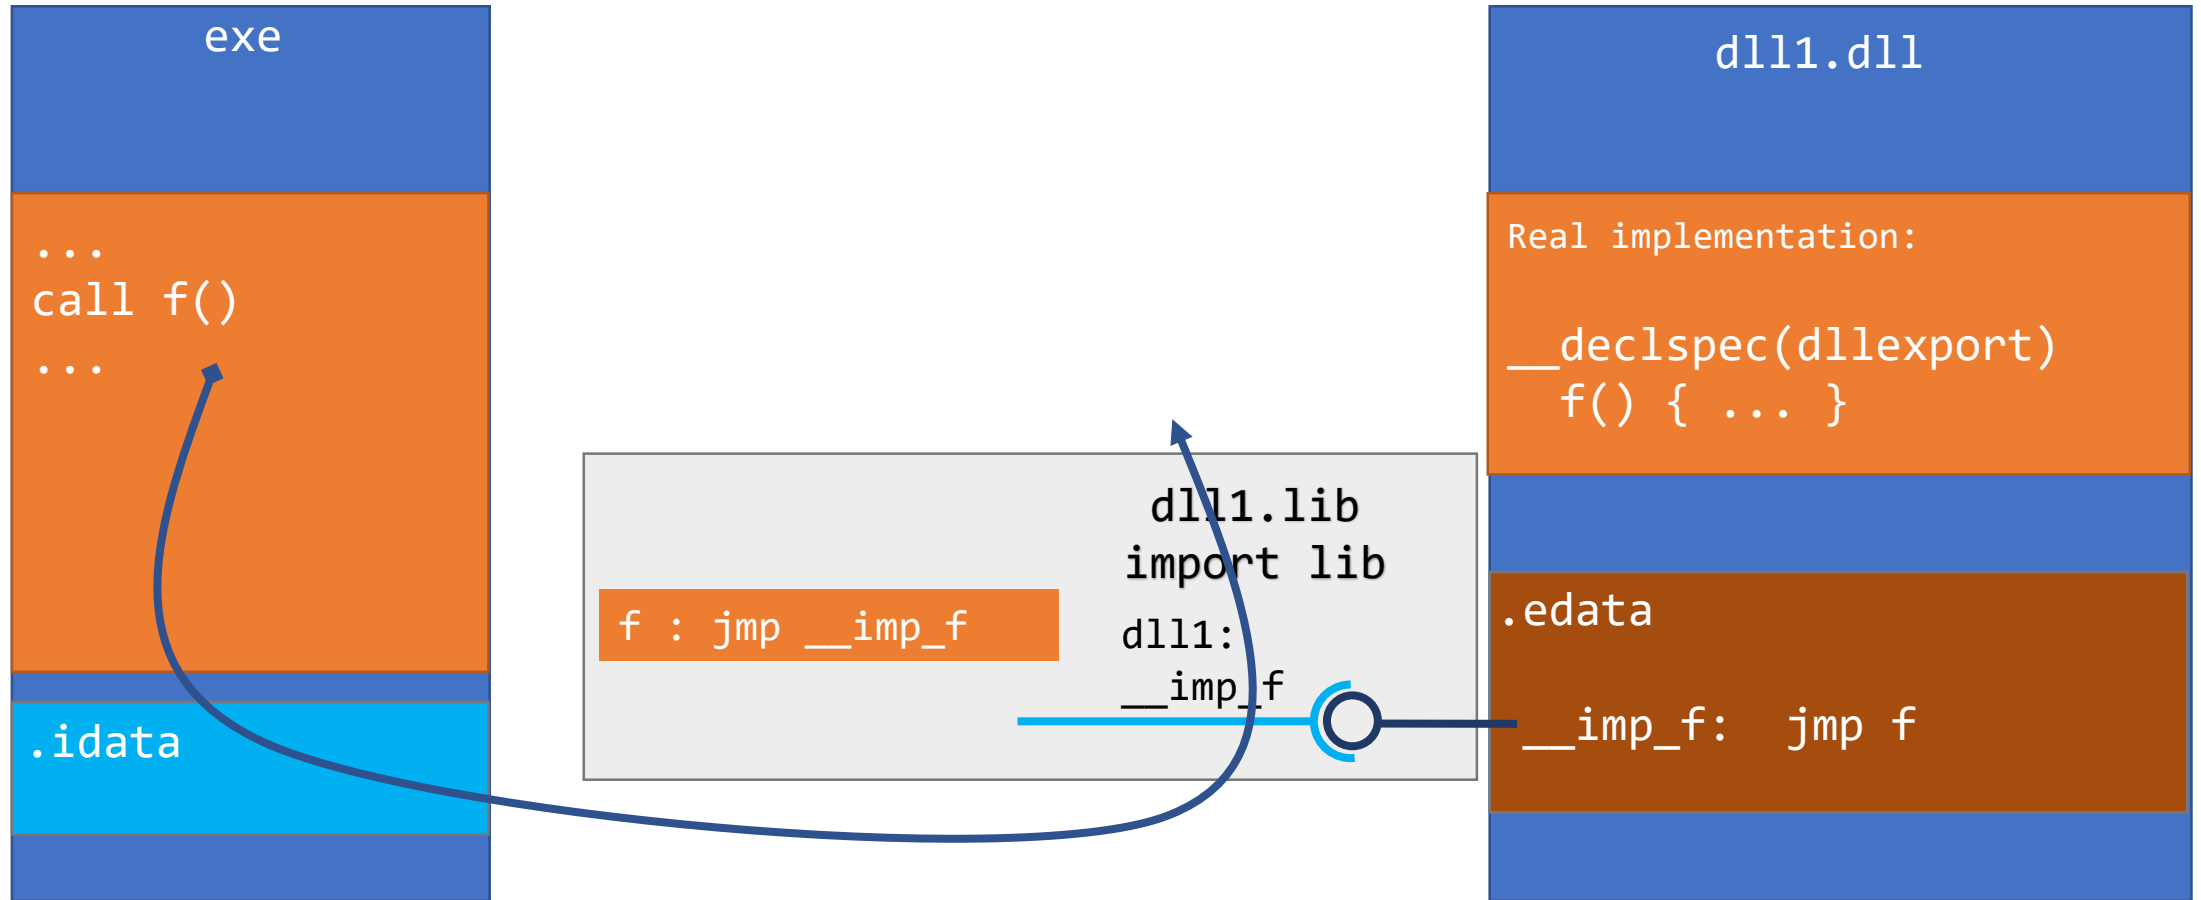 exe
...
call f()
...
.idata
dll1.lib
import lib
f : jmp __imp_f
dll1:
__imp_f
dll1.dll
Real implementation:
__declspec(dllexport)
f() { ... }
.edata
__imp_f: jmp f